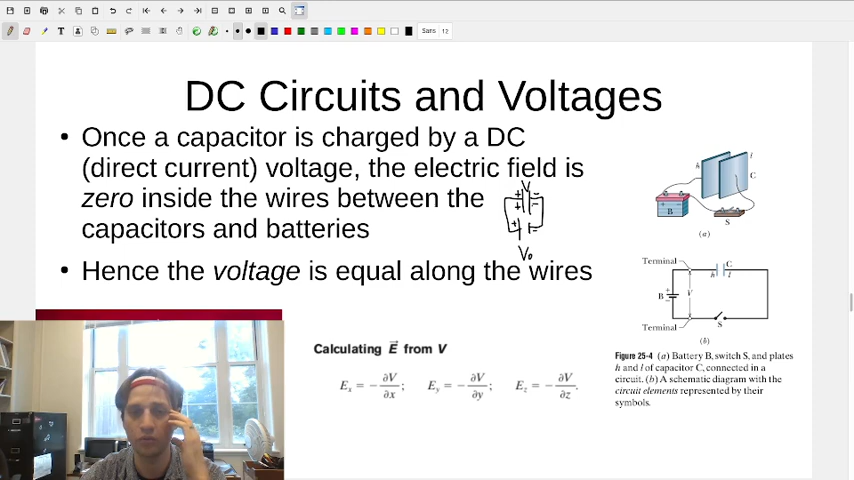 Sans 12
DC Circuits and Voltages
• Once a capacitor is charged by a DC
(direct current) voltage, the electric field is
zero inside the wires between the
capacitors and batteries
• Hence the voltage is equal along the wires
V
+ -
+ -
+ -
V₀
h
l
C
B
S
(a)
Terminal
C
h l
B + −
V
Terminal
S
(b)
Figure 25-4 (a) Battery B, switch S, and plates
h and l of capacitor C, connected in a
circuit. (b) A schematic diagram with the
circuit elements represented by their
symbols.
Calculating E⃗ from V
Eₓ = −∂V/∂x; E_y = −∂V/∂y; E_z = −∂V/∂z.